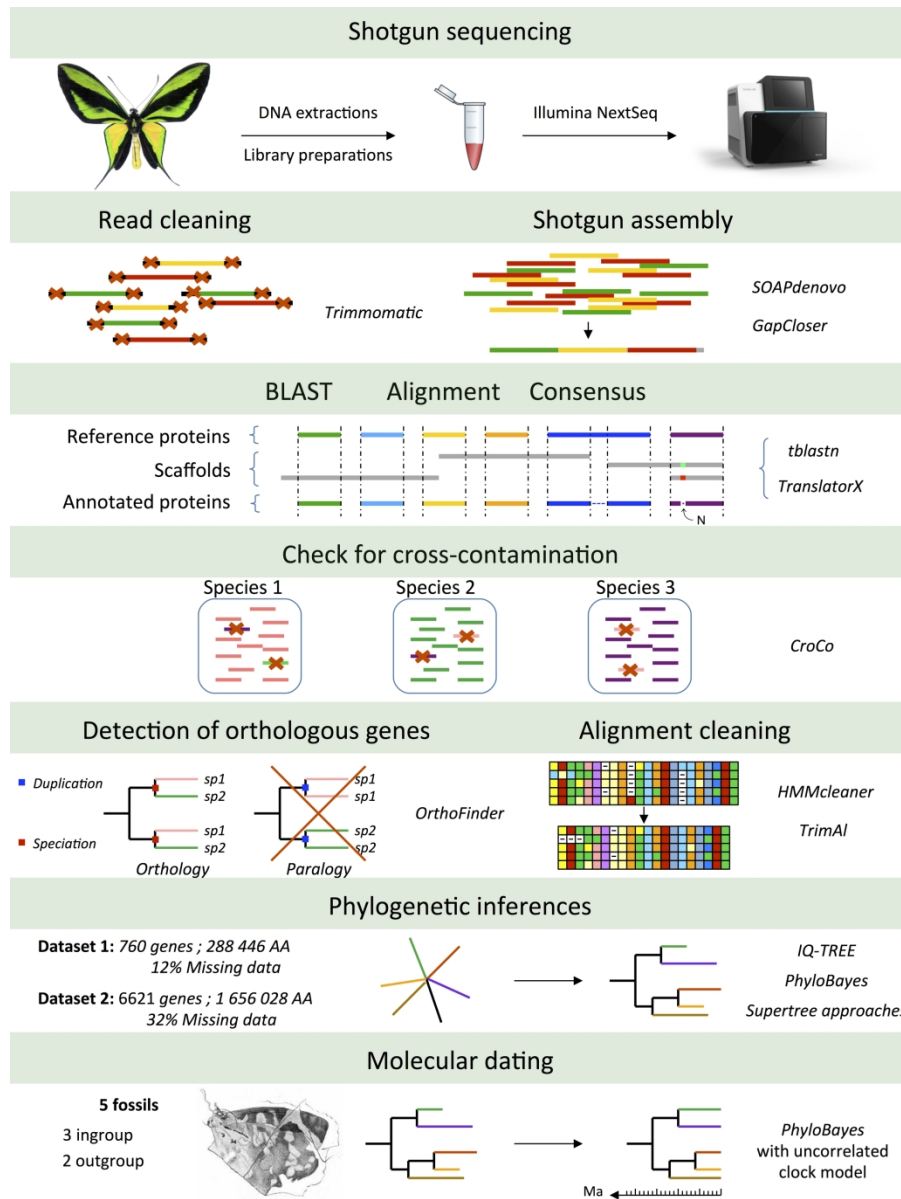 Shotgun sequencing
DNA extractions
Library preparations
Illumina NextSeq
Read cleaning
Trimmomatic
Shotgun assembly
SOAPdenovo
GapCloser
BLAST Alignment Consensus
Reference proteins
Scaffolds
Annotated proteins
tblastn
TranslatorX
N
Check for cross-contamination
Species 1
Species 2
Species 3
CroCo
Detection of orthologous genes
Duplication
Speciation
sp1
sp2
sp1
sp2
Orthology
sp1
sp1
sp2
sp2
Paralogy
OrthoFinder
Alignment cleaning
HMMcleaner
TrimAl
Phylogenetic inferences
Dataset 1: 760 genes ; 288 446 AA
12% Missing data
Dataset 2: 6621 genes ; 1 656 028 AA
32% Missing data
IQ-TREE
PhyloBayes
Supertree approaches
Molecular dating
5 fossils
3 ingroup
2 outgroup
Ma
PhyloBayes
with uncorrelated
clock model